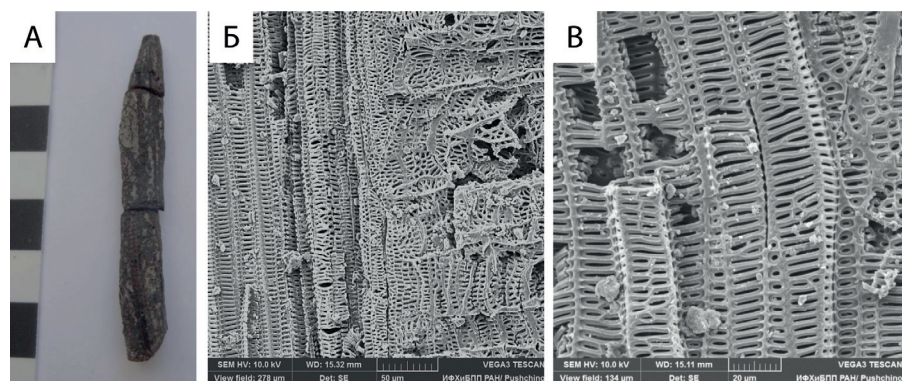 А
Б
В
SEM HV: 10.0 kV WD: 15.32 mm VEGA3 TESCAN
View field: 278 um Det: SE 50 um ИФХиБПП РАН/ Pushchino
SEM HV: 10.0 kV WD: 15.11 mm VEGA3 TESCAN
View field: 134 um Det: SE 20 um ИФХиБПП РАН/ Pushchino